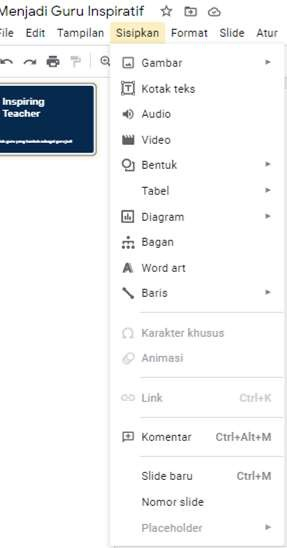 Menjadi Guru Inspiratif
File Edit Tampilan Sisipkan Format Slide Atur
Inspiring
Teacher
Gambar
Kotak teks
Audio
Video
Bentuk
Tabel
Diagram
Bagan
Word art
Baris
Karakter khusus
Animasi
Link Ctrl+K
Komentar Ctrl+Alt+M
Slide baru Ctrl+M
Nomor slide
Placeholder